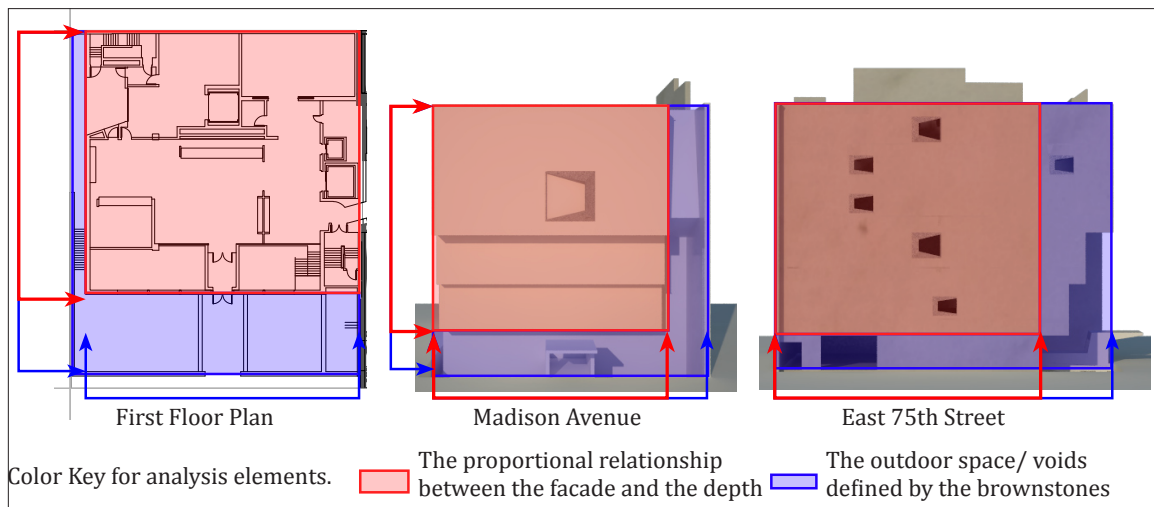 First Floor Plan
Madison Avenue
East 75th Street
Color Key for analysis elements.
The proportional relationship
between the facade and the depth
The outdoor space/ voids
defined by the brownstones